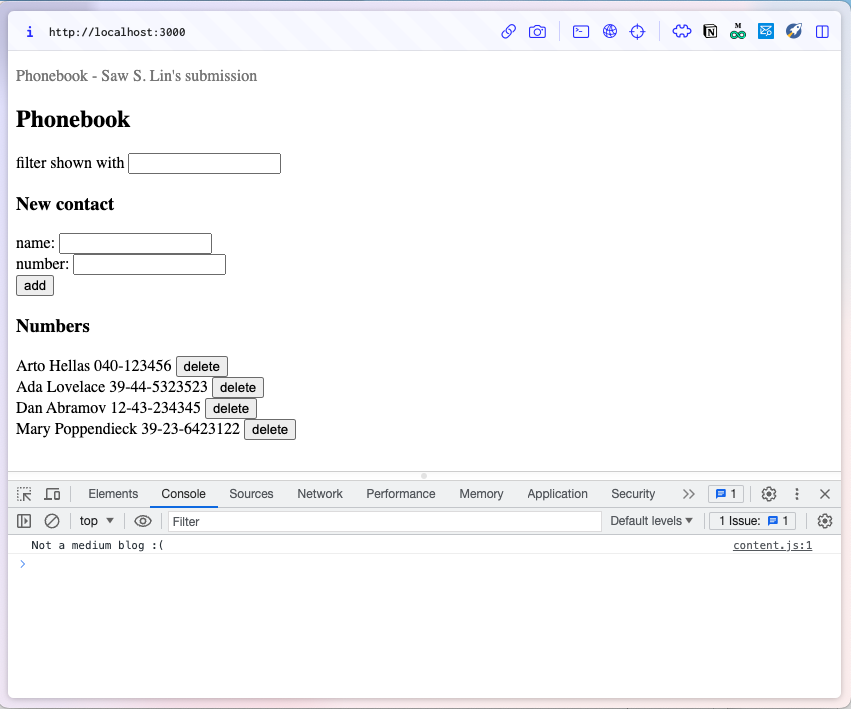 i http://localhost:3000 N M
Phonebook - Saw S. Lin's submission
Phonebook
filter shown with
New contact
name:
number:
add
Numbers
Arto Hellas 040-123456 delete
Ada Lovelace 39-44-5323523 delete
Dan Abramov 12-43-234345 delete
Mary Poppendieck 39-23-6423122 delete
Elements Console Sources Network Performance Memory Application Security 1
top Filter Default levels 1 Issue: 1
Not a medium blog :( content.js:1